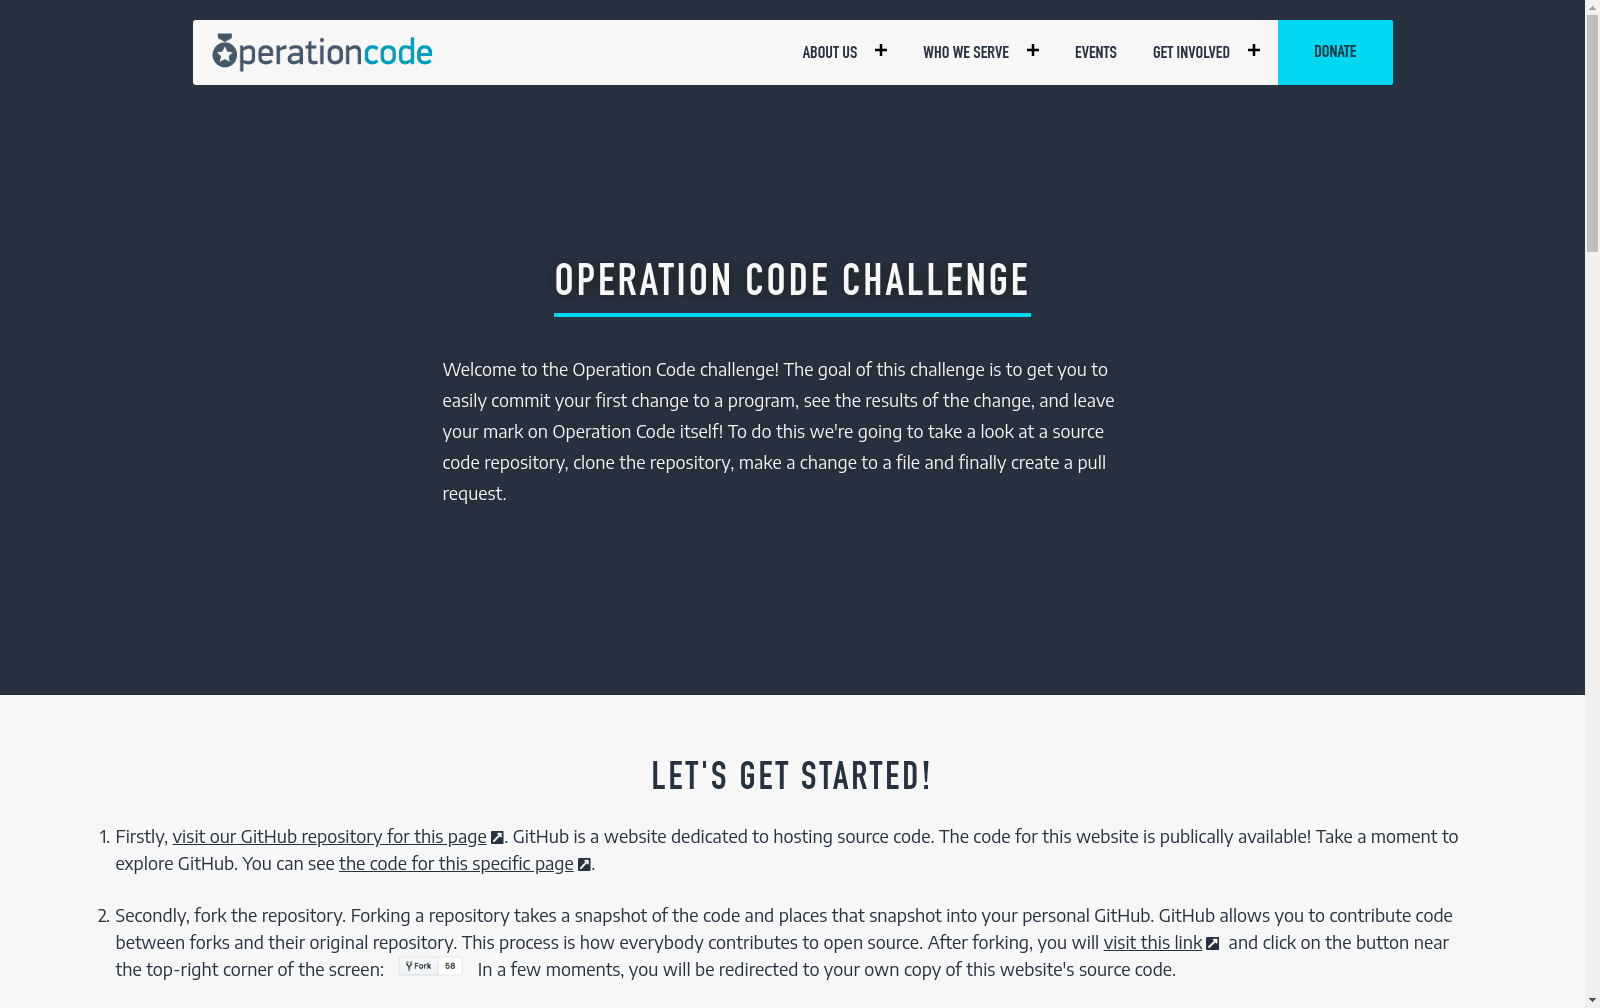 operationcode
ABOUT US + WHO WE SERVE + EVENTS GET INVOLVED + DONATE
OPERATION CODE CHALLENGE
Welcome to the Operation Code challenge! The goal of this challenge is to get you to
easily commit your first change to a program, see the results of the change, and leave
your mark on Operation Code itself! To do this we're going to take a look at a source
code repository, clone the repository, make a change to a file and finally create a pull
request.
LET'S GET STARTED!
1. Firstly, visit our GitHub repository for this page. GitHub is a website dedicated to hosting source code. The code for this website is publically available! Take a moment to
explore GitHub. You can see the code for this specific page.
2. Secondly, fork the repository. Forking a repository takes a snapshot of the code and places that snapshot into your personal GitHub. GitHub allows you to contribute code
between forks and their original repository. This process is how everybody contributes to open source. After forking, you will visit this link and click on the button near
the top-right corner of the screen: Fork 58 In a few moments, you will be redirected to your own copy of this website's source code.